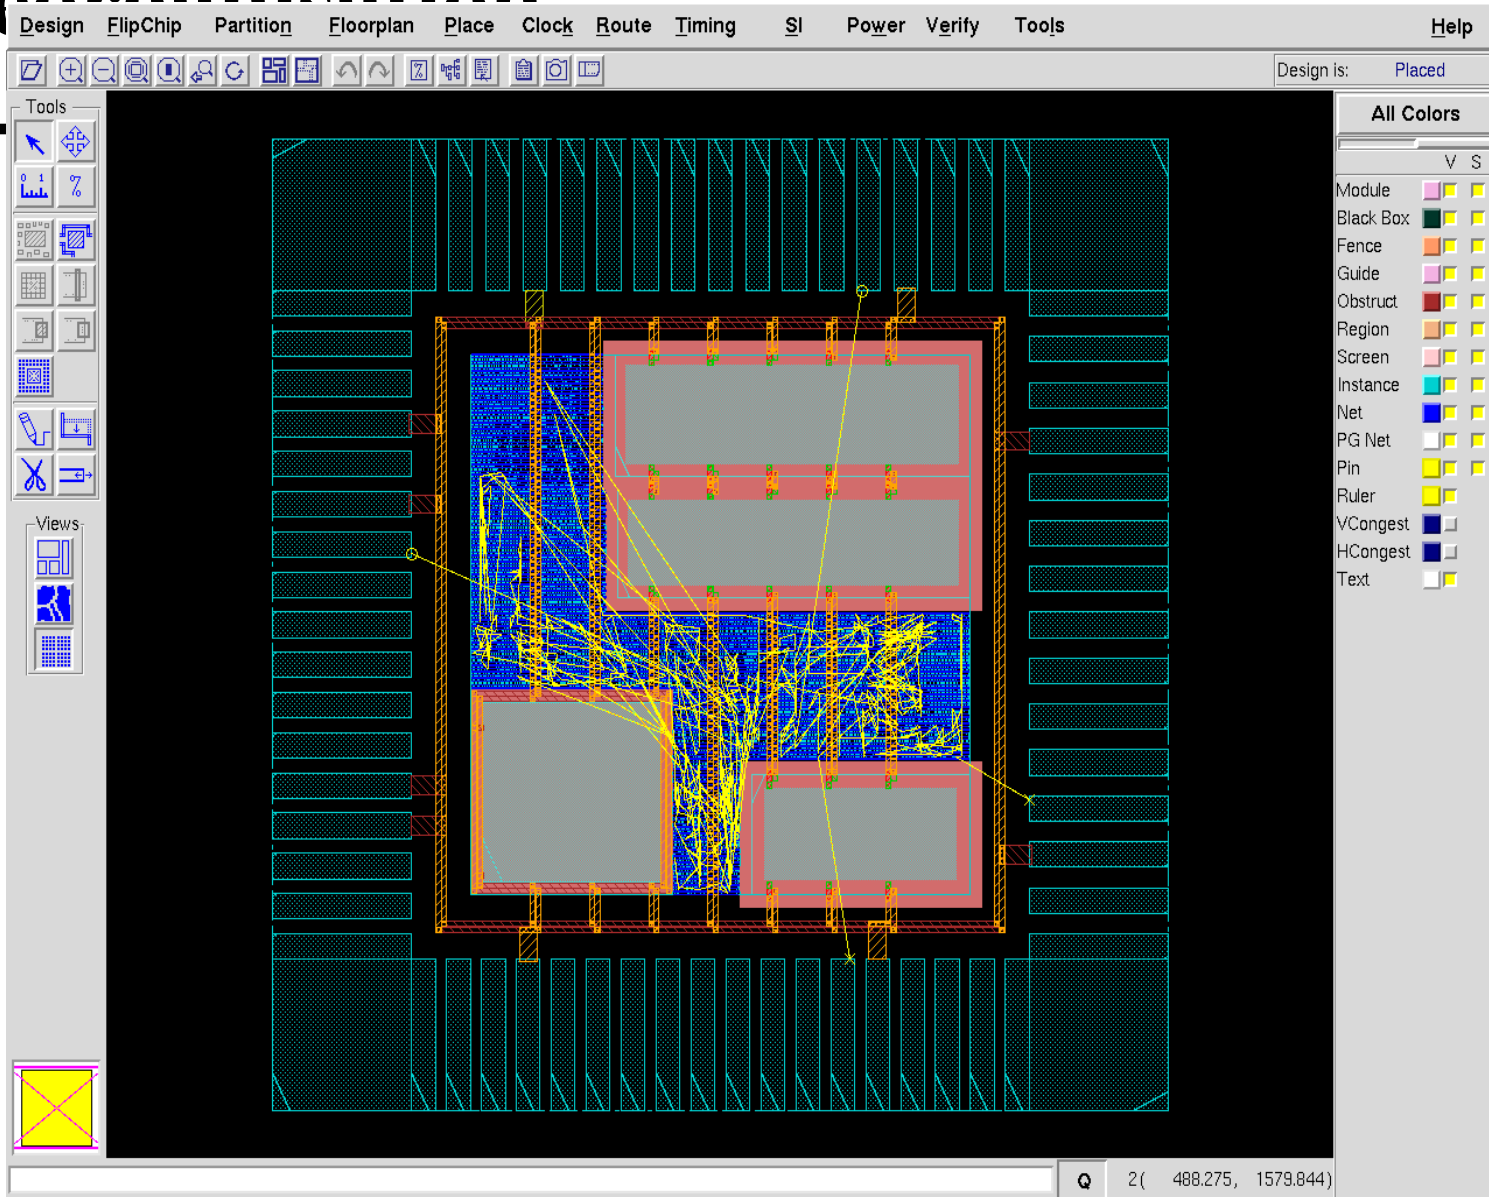 Design FlipChip Partition Floorplan Place Clock Route Timing SI Power Verify Tools Help
Design is: Placed
Tools
All Colors
V S
0 1
%
Module
Black Box
Fence
Guide
Obstruct
Region
Screen
Instance
Net
PG Net
Pin
Ruler
VCongest
HCongest
Text
Views
Q 2( 488.275, 1579.844)